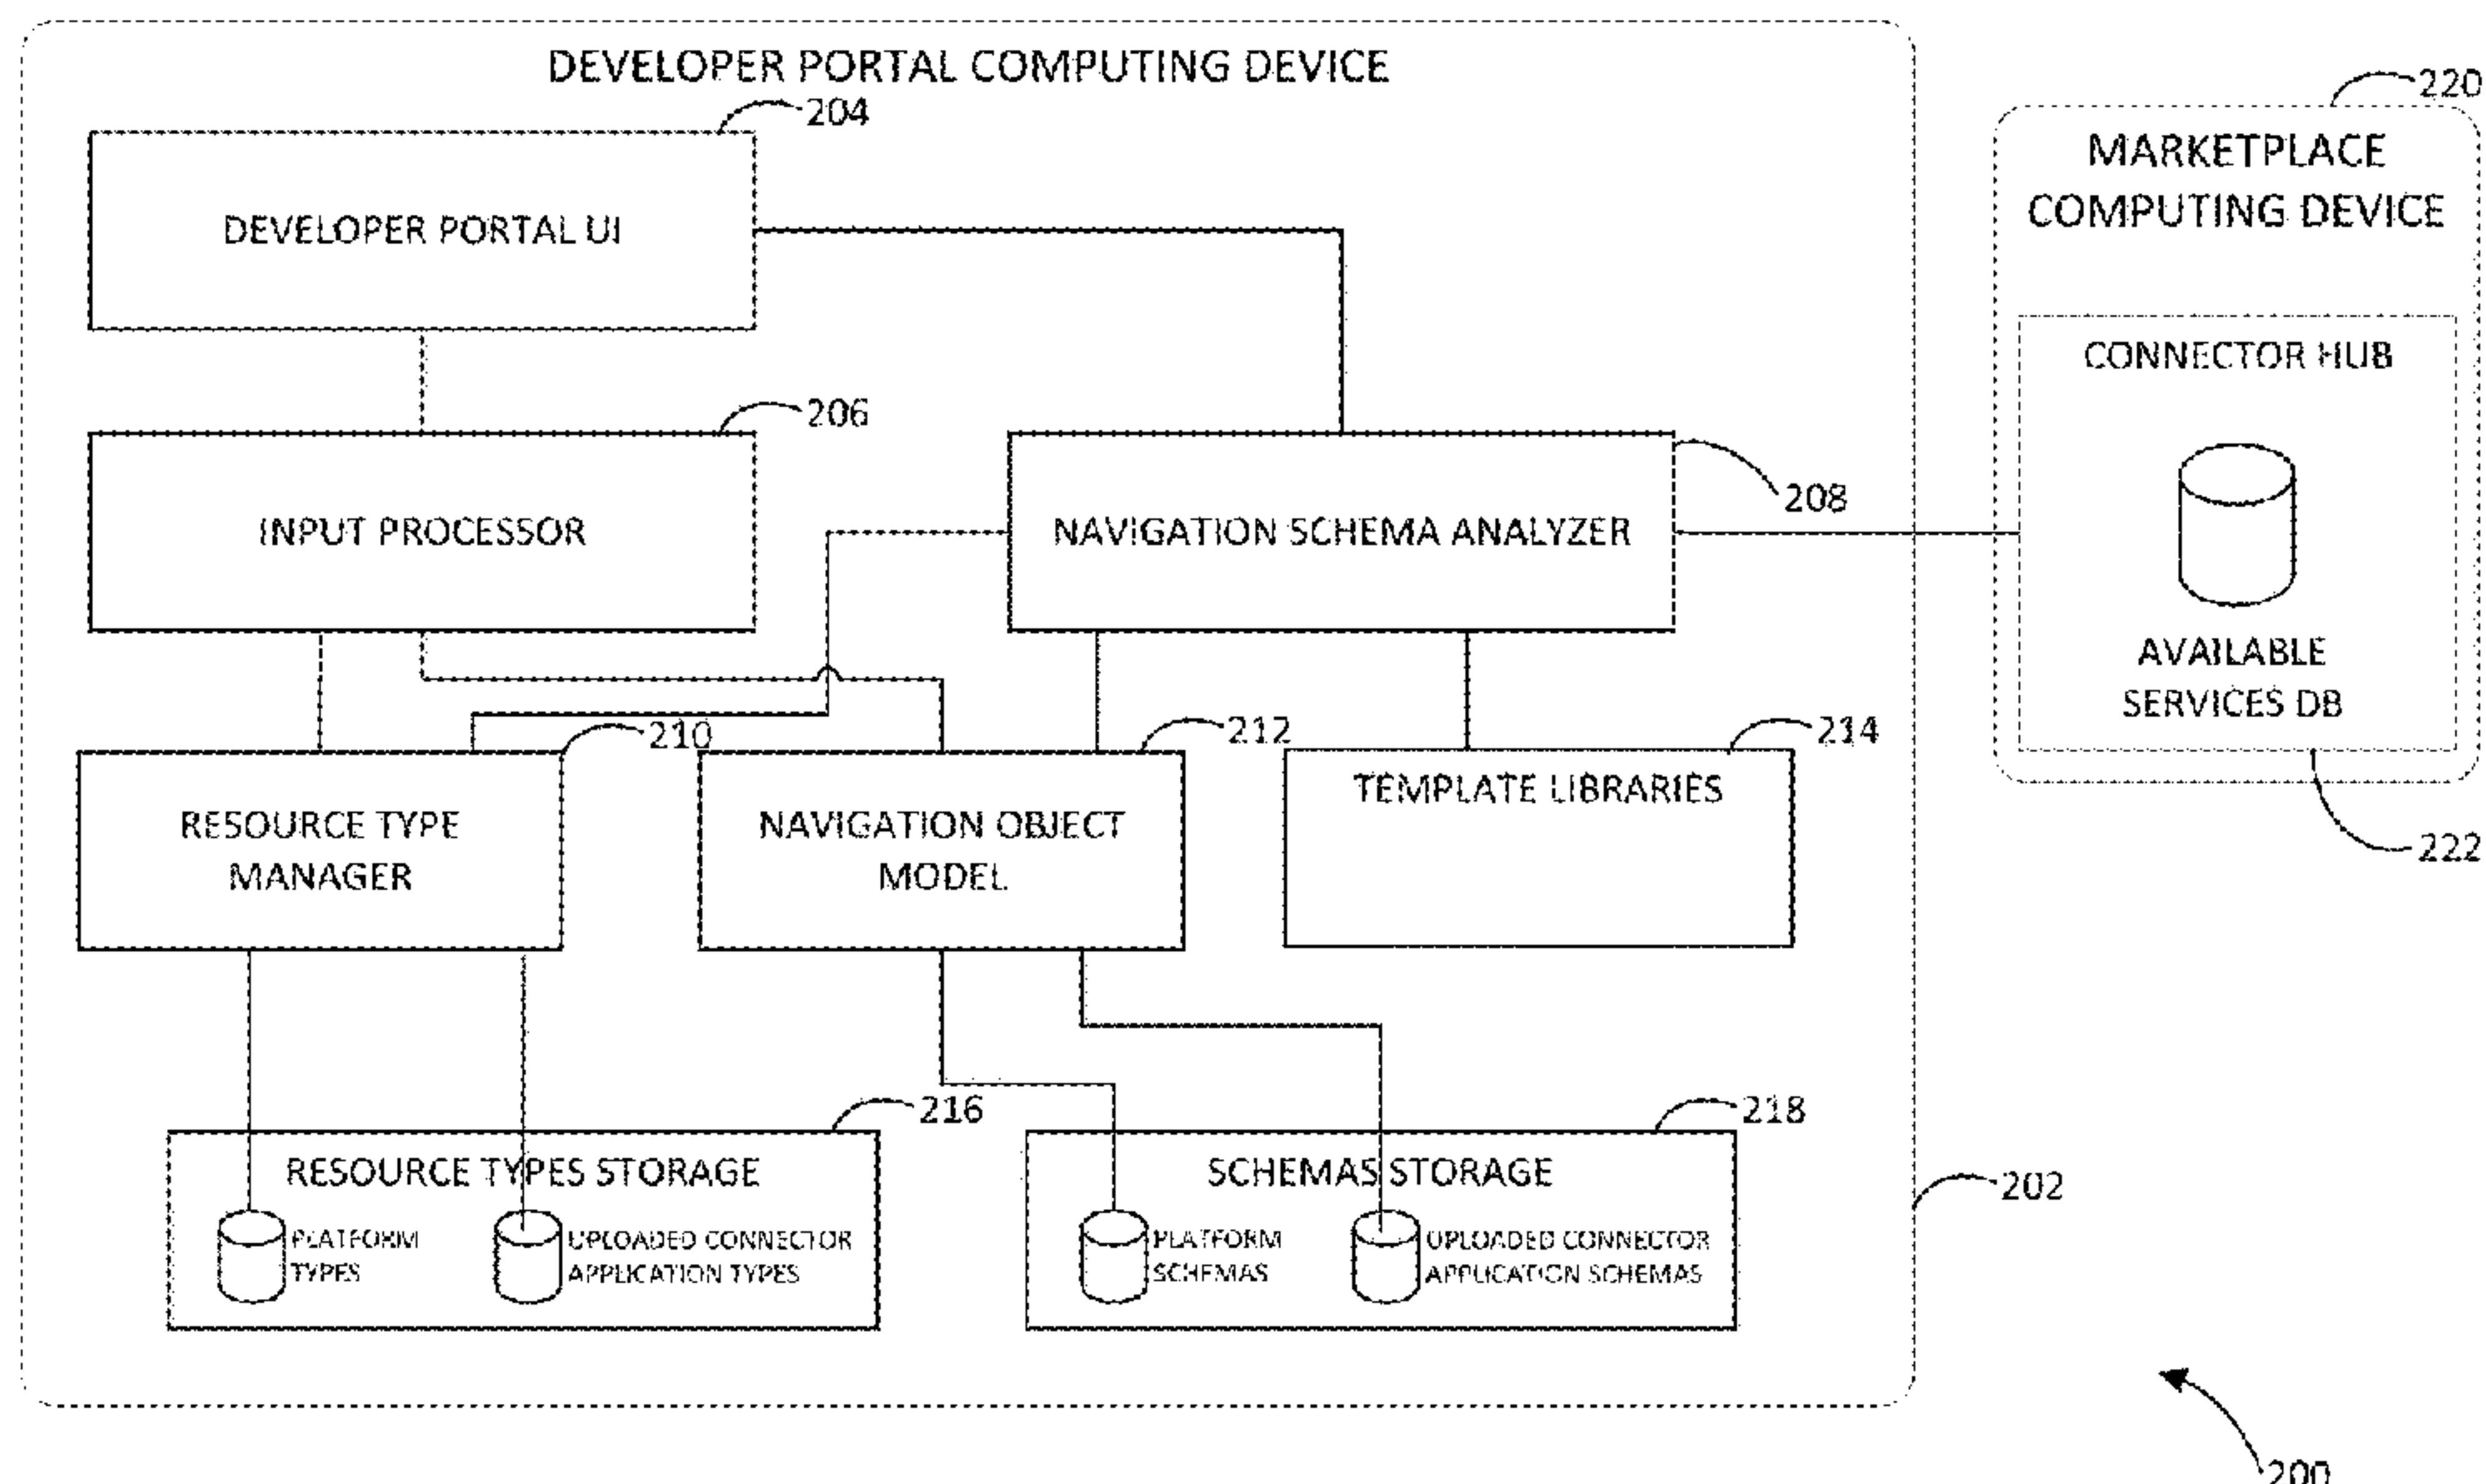 DEVELOPER PORTAL COMPUTING DEVICE
204
220
DEVELOPER PORTAL UI
MARKETPLACE
COMPUTING DEVICE
CONNECTOR HUB
206
INPUT PROCESSOR
NAVIGATION SCHEMA ANALYZER
208
AVAILABLE
SERVICES DB
210
212
214
222
RESOURCE TYPE
MANAGER
NAVIGATION OBJECT
MODEL
TEMPLATE LIBRARIES
216
218
202
RESOURCE TYPES STORAGE
PLATFORM
TYPES
UPLOADED CONNECTOR
APPLICATION TYPES
SCHEMAS STORAGE
PLATFORM
SCHEMAS
UPLOADED CONNECTOR
APPLICATION SCHEMAS
200